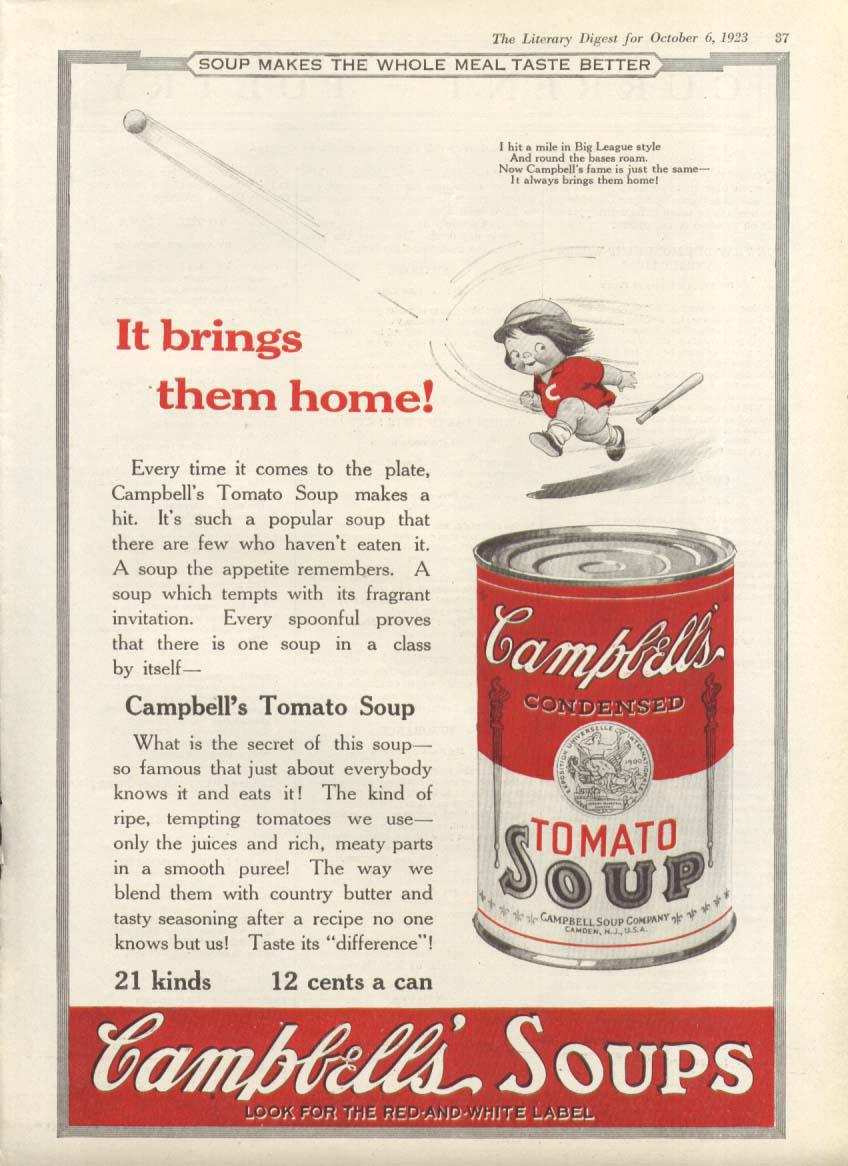 The Literary Digest for October 6, 1923 37
SOUP MAKES THE WHOLE MEAL TASTE BETTER
I hit a mile in Big League style
And round the bases roam.
Now Campbell's fame is just the same—
It always brings them home!
It brings
them home!
C
Every time it comes to the plate,
Campbell's Tomato Soup makes a
hit. It's such a popular soup that
there are few who haven't eaten it.
A soup the appetite remembers. A
soup which tempts with its fragrant
invitation. Every spoonful proves
that there is one soup in a class
by itself—
Campbell's Tomato Soup
What is the secret of this soup—
so famous that just about everybody
knows it and eats it! The kind of
ripe, tempting tomatoes we use—
only the juices and rich, meaty parts
in a smooth puree! The way we
blend them with country butter and
tasty seasoning after a recipe no one
knows but us! Taste its "difference"!
21 kinds 12 cents a can
Campbell's
CONDENSED
EXPOSITION UNIVERSELLE INTERNATIONALE
1900
TOMATO
SOUP
CAMPBELL SOUP COMPANY
CAMDEN, N.J., U.S.A.
Campbell's SOUPS
LOOK FOR THE RED-AND-WHITE LABEL